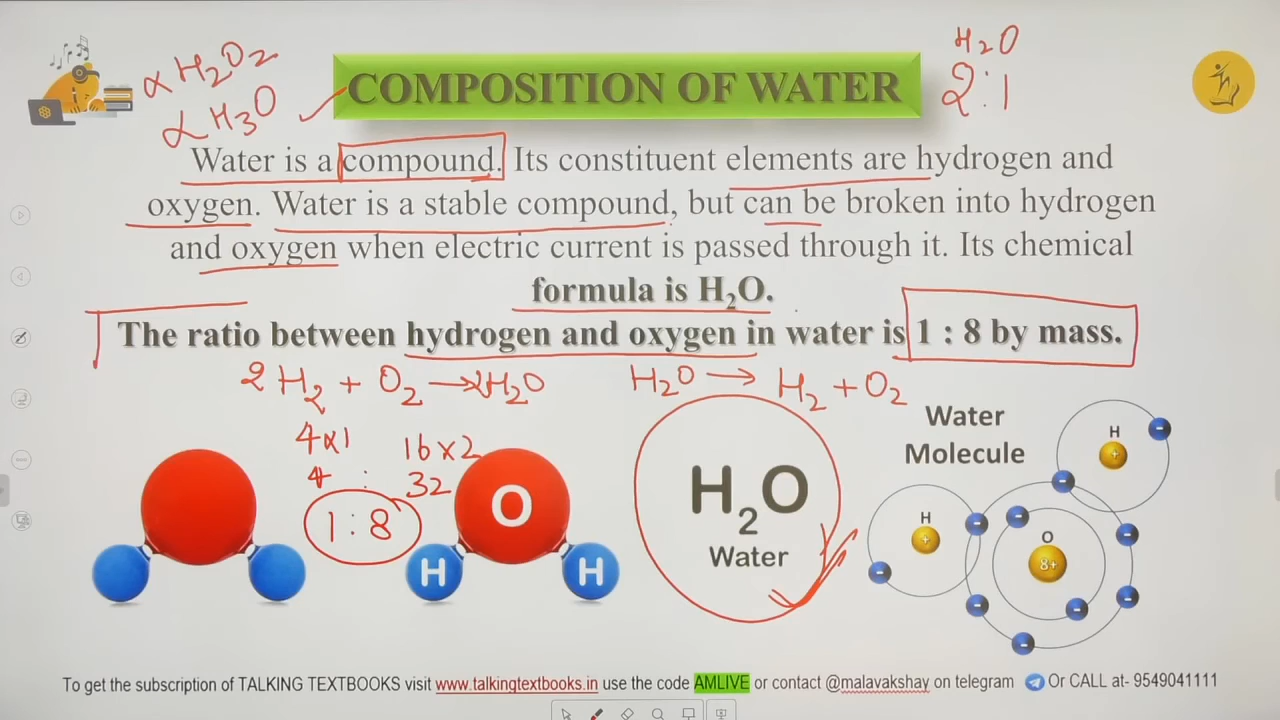 ∝ H2O2
∝ H3O
COMPOSITION OF WATER
H2O
2:1
Water is a compound. Its constituent elements are hydrogen and
oxygen. Water is a stable compound, but can be broken into hydrogen
and oxygen when electric current is passed through it. Its chemical
formula is H₂O.
The ratio between hydrogen and oxygen in water is 1 : 8 by mass.
2H2 + O2 → 2H2O
H2O → H2 + O2
4x1
16x2
4 : 32
1:8
O
H
H
H₂O
Water
Water
Molecule
H
+
-
H
+
-
O
8+
-
-
-
-
-
-
-
-
To get the subscription of TALKING TEXTBOOKS visit www.talkingtextbooks.in use the code AMLIVE or contact @malavakshay on telegram Or CALL at- 9549041111